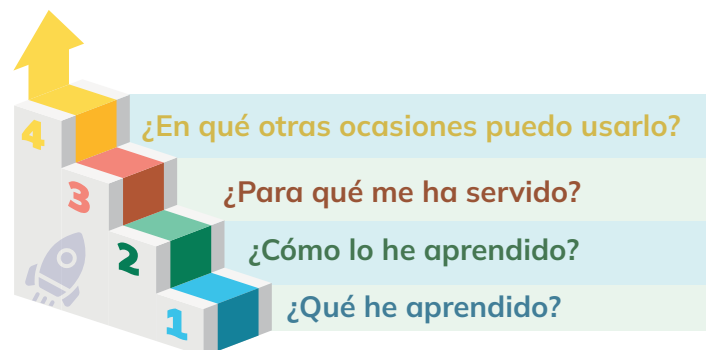 4 ¿En qué otras ocasiones puedo usarlo?
3 ¿Para qué me ha servido?
2 ¿Cómo lo he aprendido?
1 ¿Qué he aprendido?